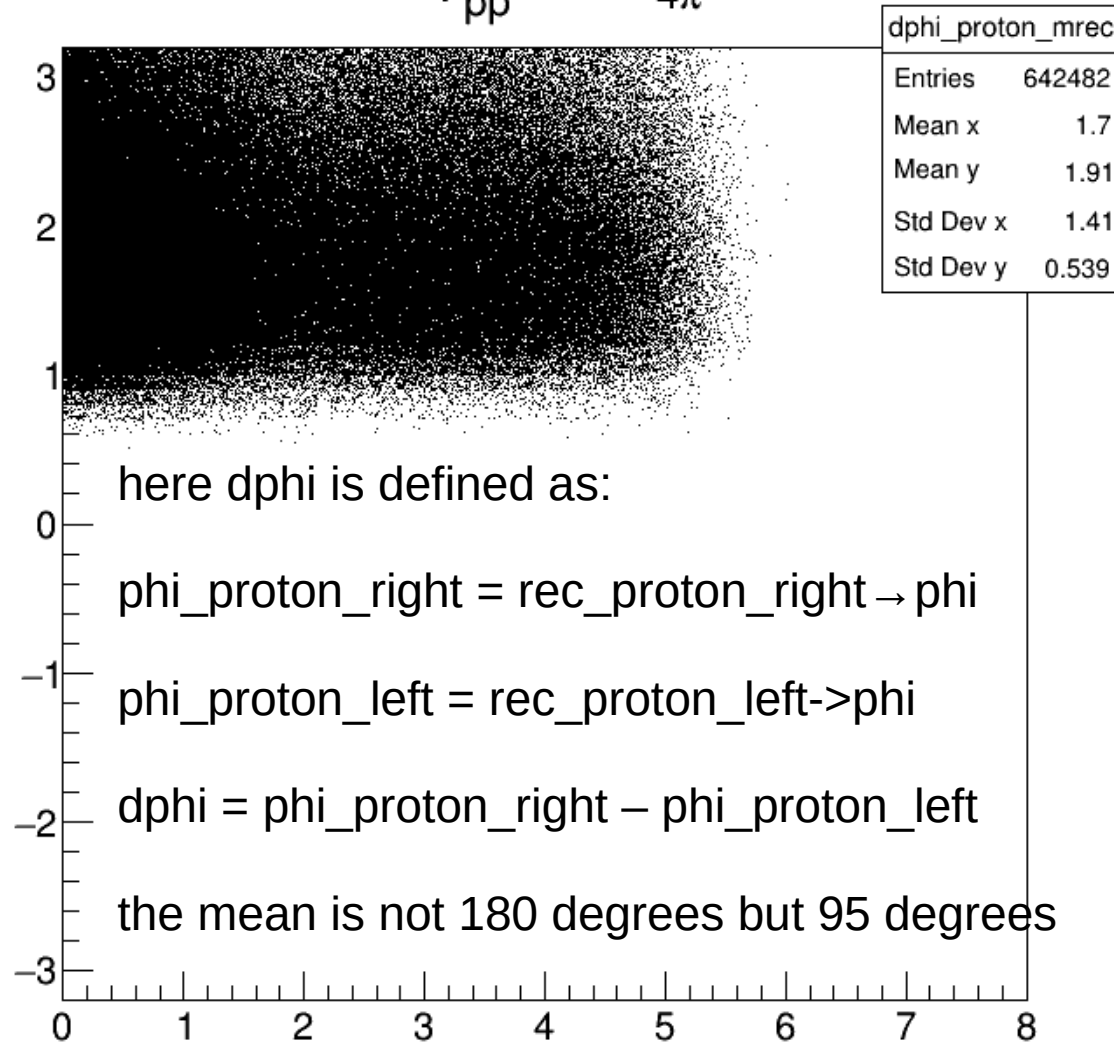 pp 4π
dphi_proton_mrec
Entries 642482
Mean x 1.7
Mean y 1.91
Std Dev x 1.41
Std Dev y 0.539
3
2
1
0
−1
−2
−3
here dphi is defined as:
phi_proton_right = rec_proton_right→phi
phi_proton_left = rec_proton_left->phi
dphi = phi_proton_right – phi_proton_left
the mean is not 180 degrees but 95 degrees
0 1 2 3 4 5 6 7 8